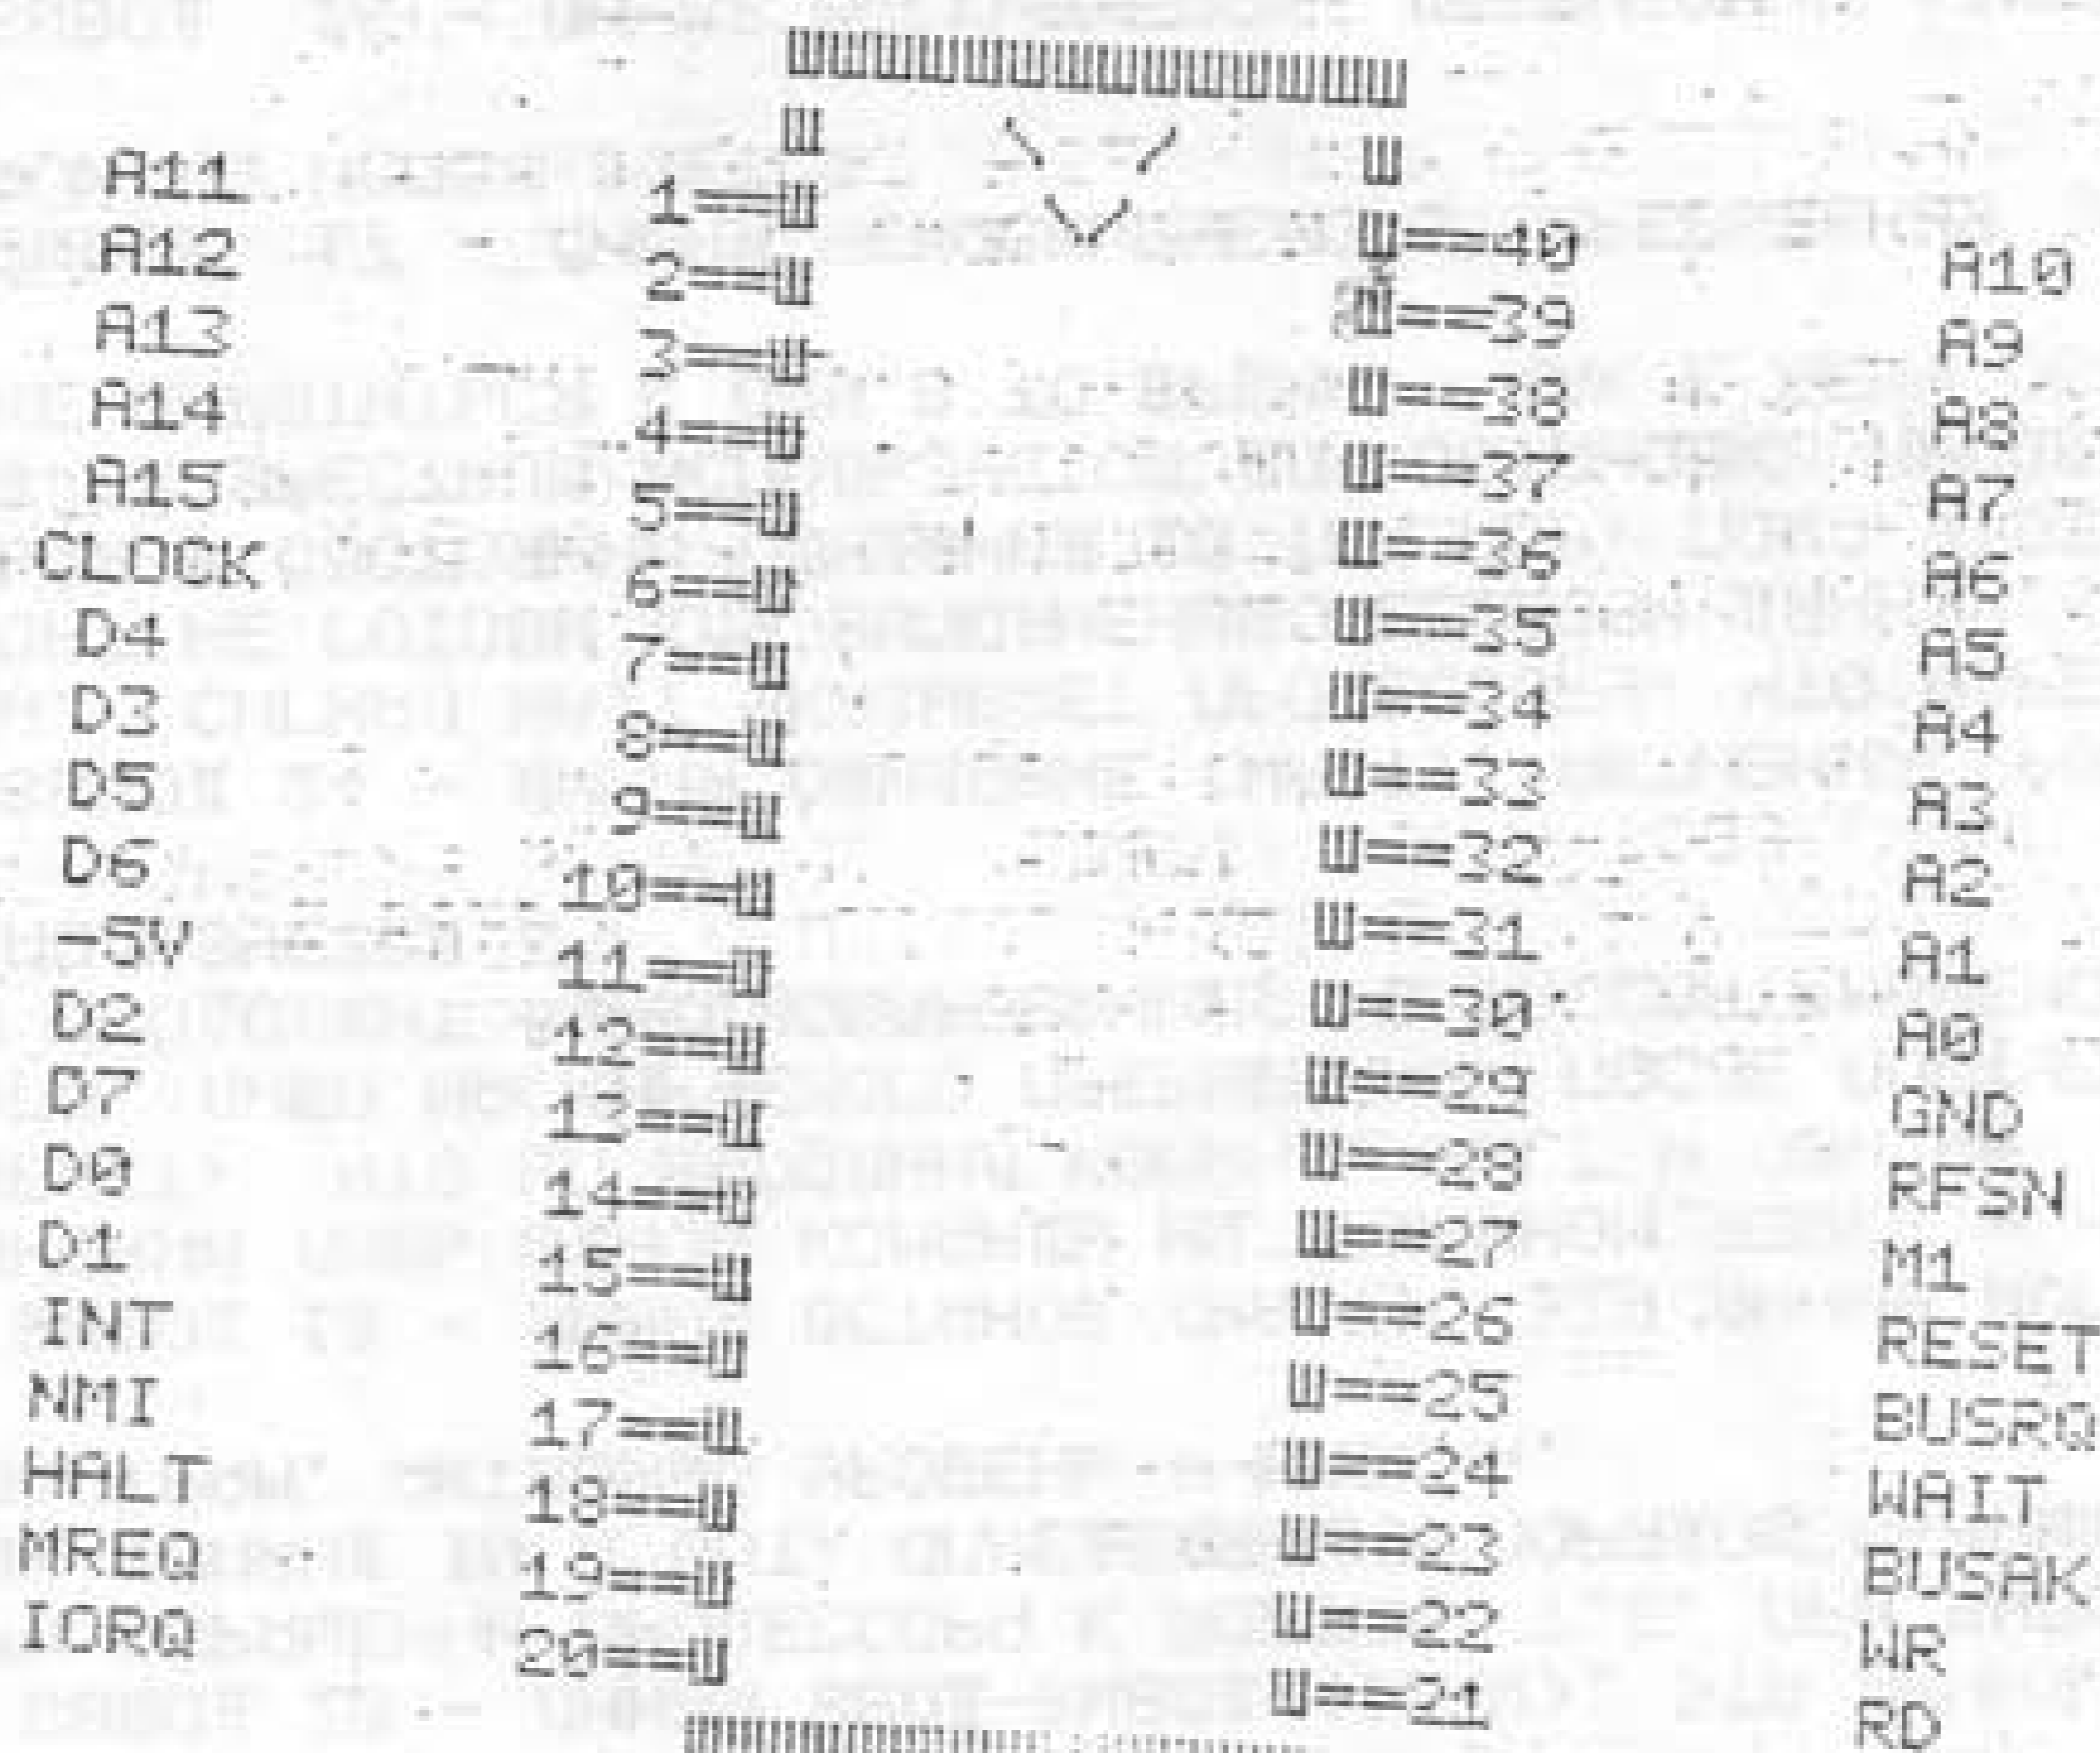 ШШШШШШШШШШШШШШ
Ш \ / Ш
A11 1==Ш \/ Ш==40 A10
A12 2==Ш Ш==39 A9
A13 3==Ш Ш==38 A8
A14 4==Ш Ш==37 A7
A15 5==Ш Ш==36 A6
CLOCK 6==Ш Ш==35 A5
D4 7==Ш Ш==34 A4
D3 8==Ш Ш==33 A3
D5 9==Ш Ш==32 A2
D6 10==Ш Ш==31 A1
-5V 11==Ш Ш==30 A0
D2 12==Ш Ш==29 GND
D7 13==Ш Ш==28 RFSN
D0 14==Ш Ш==27 M1
D1 15==Ш Ш==26 RESET
INT 16==Ш Ш==25 BUSRQ
NMI 17==Ш Ш==24 WAIT
HALT 18==Ш Ш==23 BUSAK
MREQ 19==Ш Ш==22 WR
IORQ 20==Ш Ш==21 RD